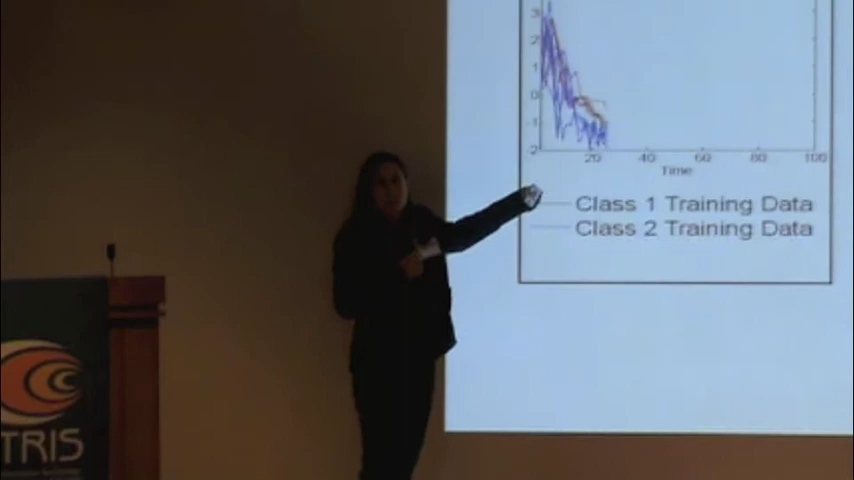 3
2
1
0
-1
-2
20 40 60 80 100
Time
Class 1 Training Data
Class 2 Training Data
TRIS